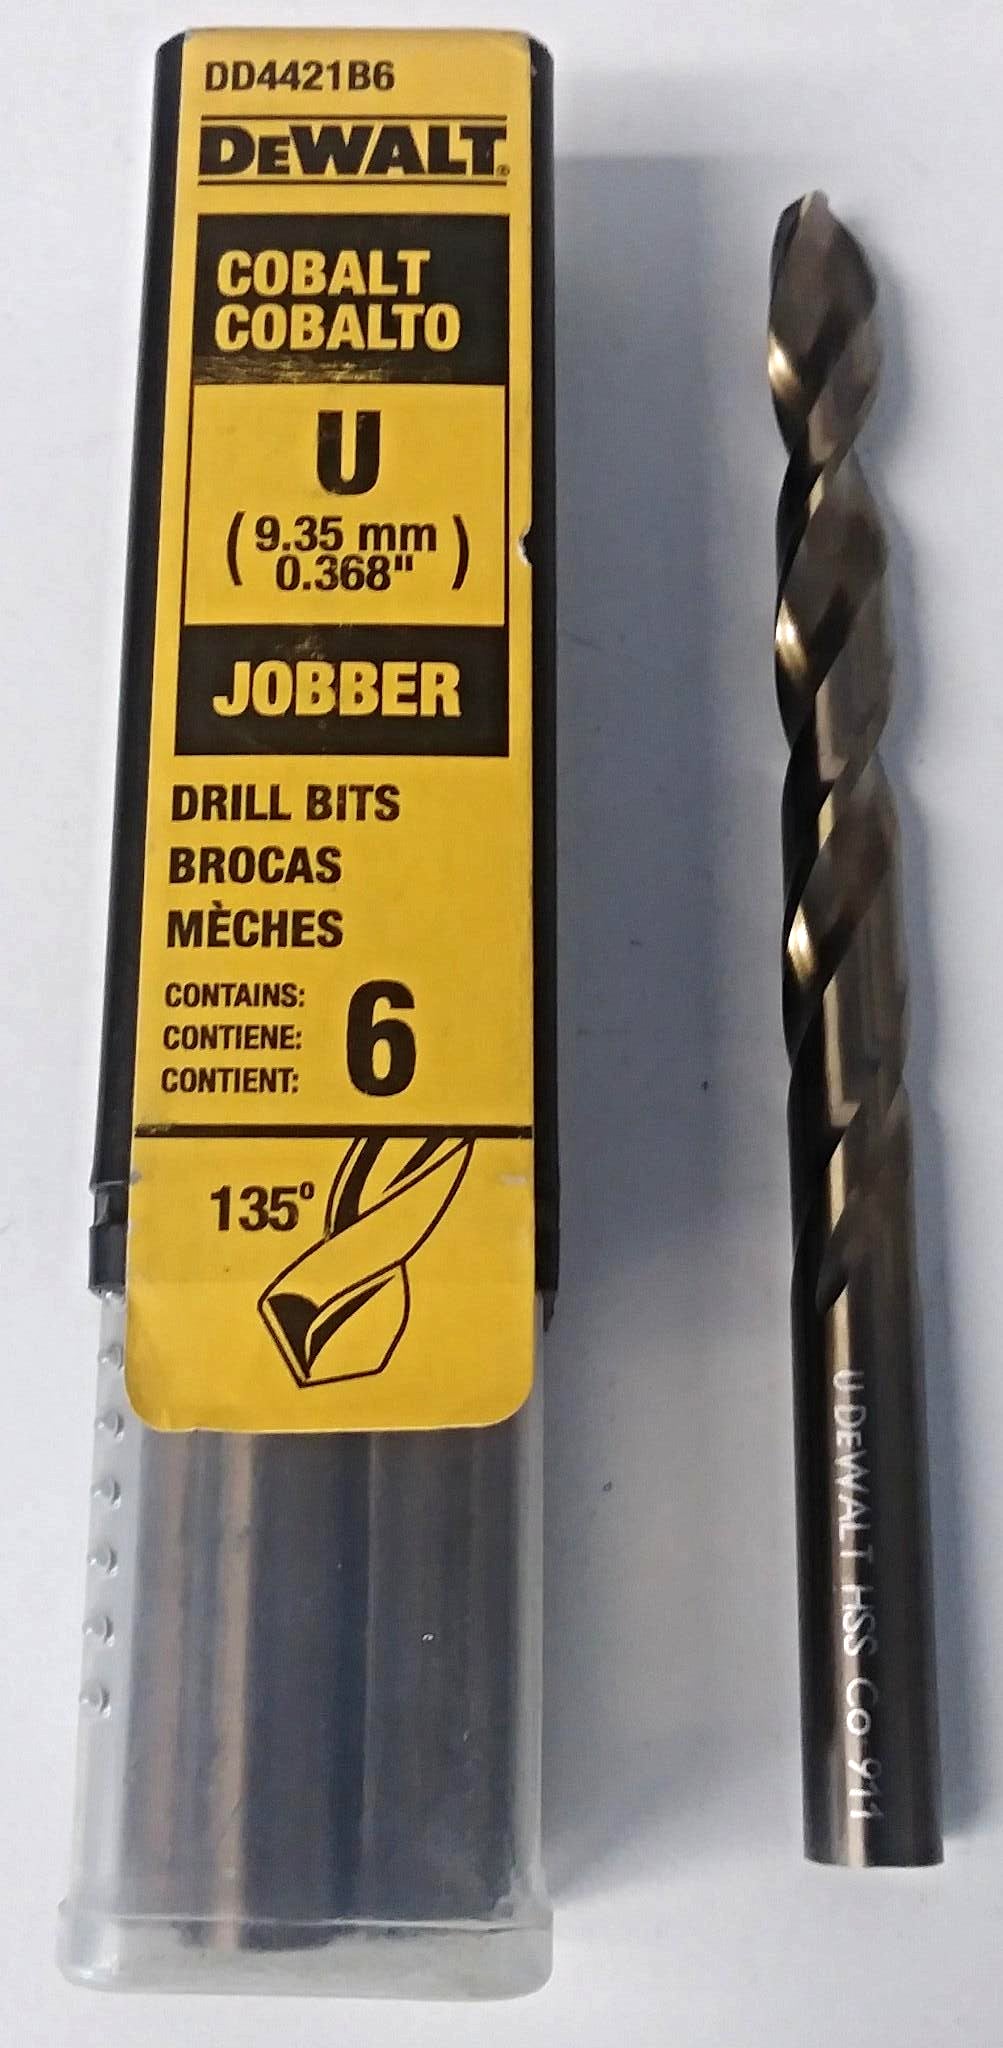 DD4421B6
DEWALT®
COBALT
COBALTO
U
( 9.35 mm )
0.368"
JOBBER
DRILL BITS
BROCAS
MÈCHES
CONTAINS:
CONTIENE:
CONTIENT:
6
135°
U DEWALT HSS Co 911